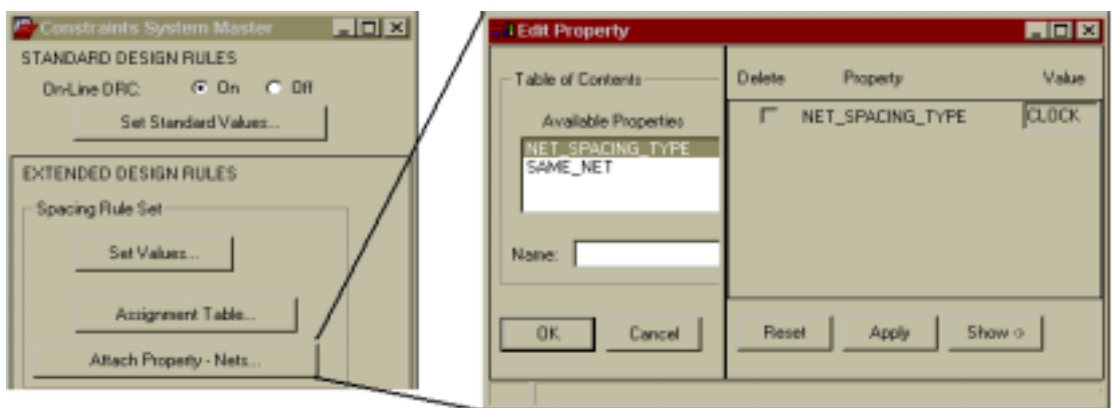 Constraints System Master
STANDARD DESIGN RULES
On-Line DRC: On Off
Set Standard Values...
EXTENDED DESIGN RULES
Spacing Rule Set
Set Values...
Assignment Table...
Attach Property - Nets...
Edit Property
Table of Contents
Available Properties
NET_SPACING_TYPE
SAME_NET
Name:
OK Cancel
Delete Property Value
NET_SPACING_TYPE CLOCK
Reset Apply Show ->